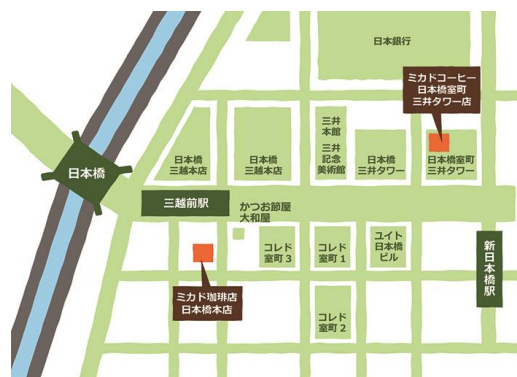 日本銀行
ミカドコーヒー
日本橋室町
三井タワー店
三井
本館
三井
記念
美術館
日本橋
三越本店
日本橋
三越本店
日本橋
三井タワー
日本橋室町
三井タワー
日本橋
三越前駅
かつお部屋
大和屋
コレド
室町3
コレド
室町1
ユイト
日本橋
ビル
新日本橋駅
ミカド珈琲店
日本橋本店
コレド
室町2